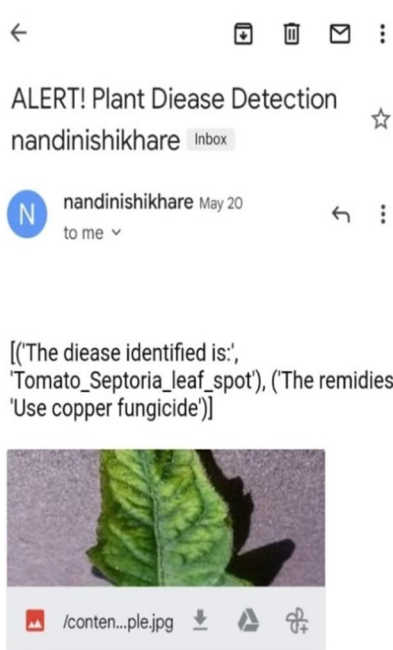 ALERT! Plant Diease Detection
nandinishikhare Inbox
N
nandinishikhare May 20
to me
[('The diease identified is:',
'Tomato_Septoria_leaf_spot'), ('The remidies
'Use copper fungicide')]
/conten...ple.jpg